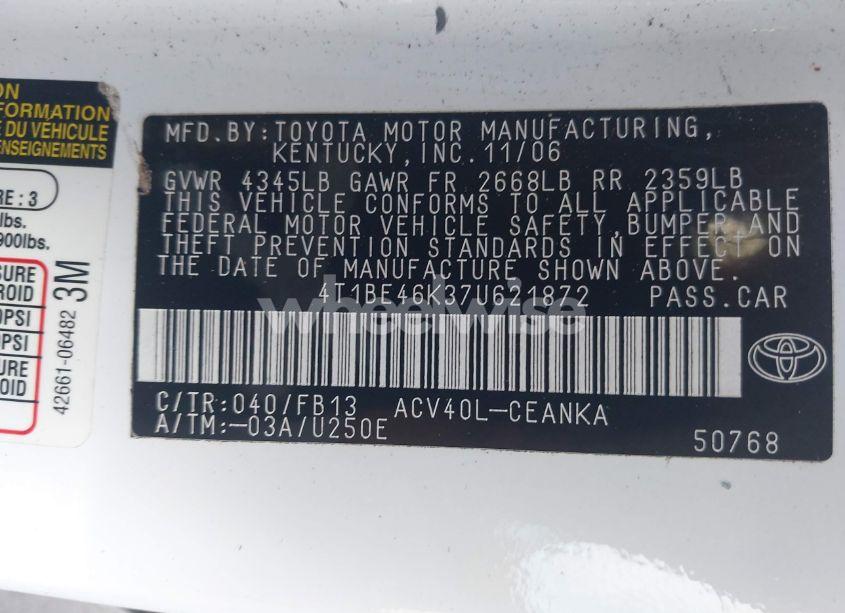 ON
FORMATION
DU VÉHICULE
ENSEIGNEMENTS
RE : 3
lbs.
900lbs.
SURE
ROID
PSI
PSI
URE
ROID
42661-06482 3M
MFD.BY:TOYOTA MOTOR MANUFACTURING,
KENTUCKY,INC.11/06
GVWR 4345LB GAWR FR 2668LB RR 2359LB
THIS VEHICLE CONFORMS TO ALL APPLICABLE
FEDERAL MOTOR VEHICLE SAFETY,BUMPER,AND
THEFT PREVENTION STANDARDS IN EFFECT ON
THE DATE OF MANUFACTURE SHOWN ABOVE.
4T1BE46K37U621872 PASS.CAR
wheelwise
C/TR:040/FB13 ACV40L-CEANKA
A/TM:-03A/U250E
50768